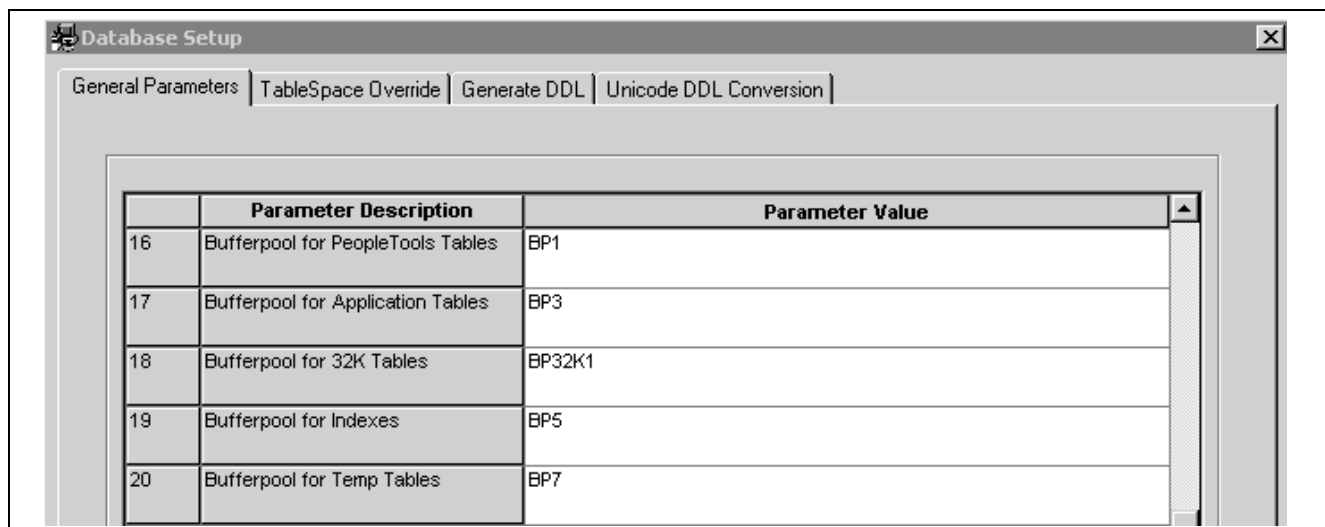 Database Setup
General Parameters TableSpace Override Generate DDL Unicode DDL Conversion
Parameter Description Parameter Value
16 Bufferpool for PeopleTools Tables BP1
17 Bufferpool for Application Tables BP3
18 Bufferpool for 32K Tables BP32K1
19 Bufferpool for Indexes BP5
20 Bufferpool for Temp Tables BP7